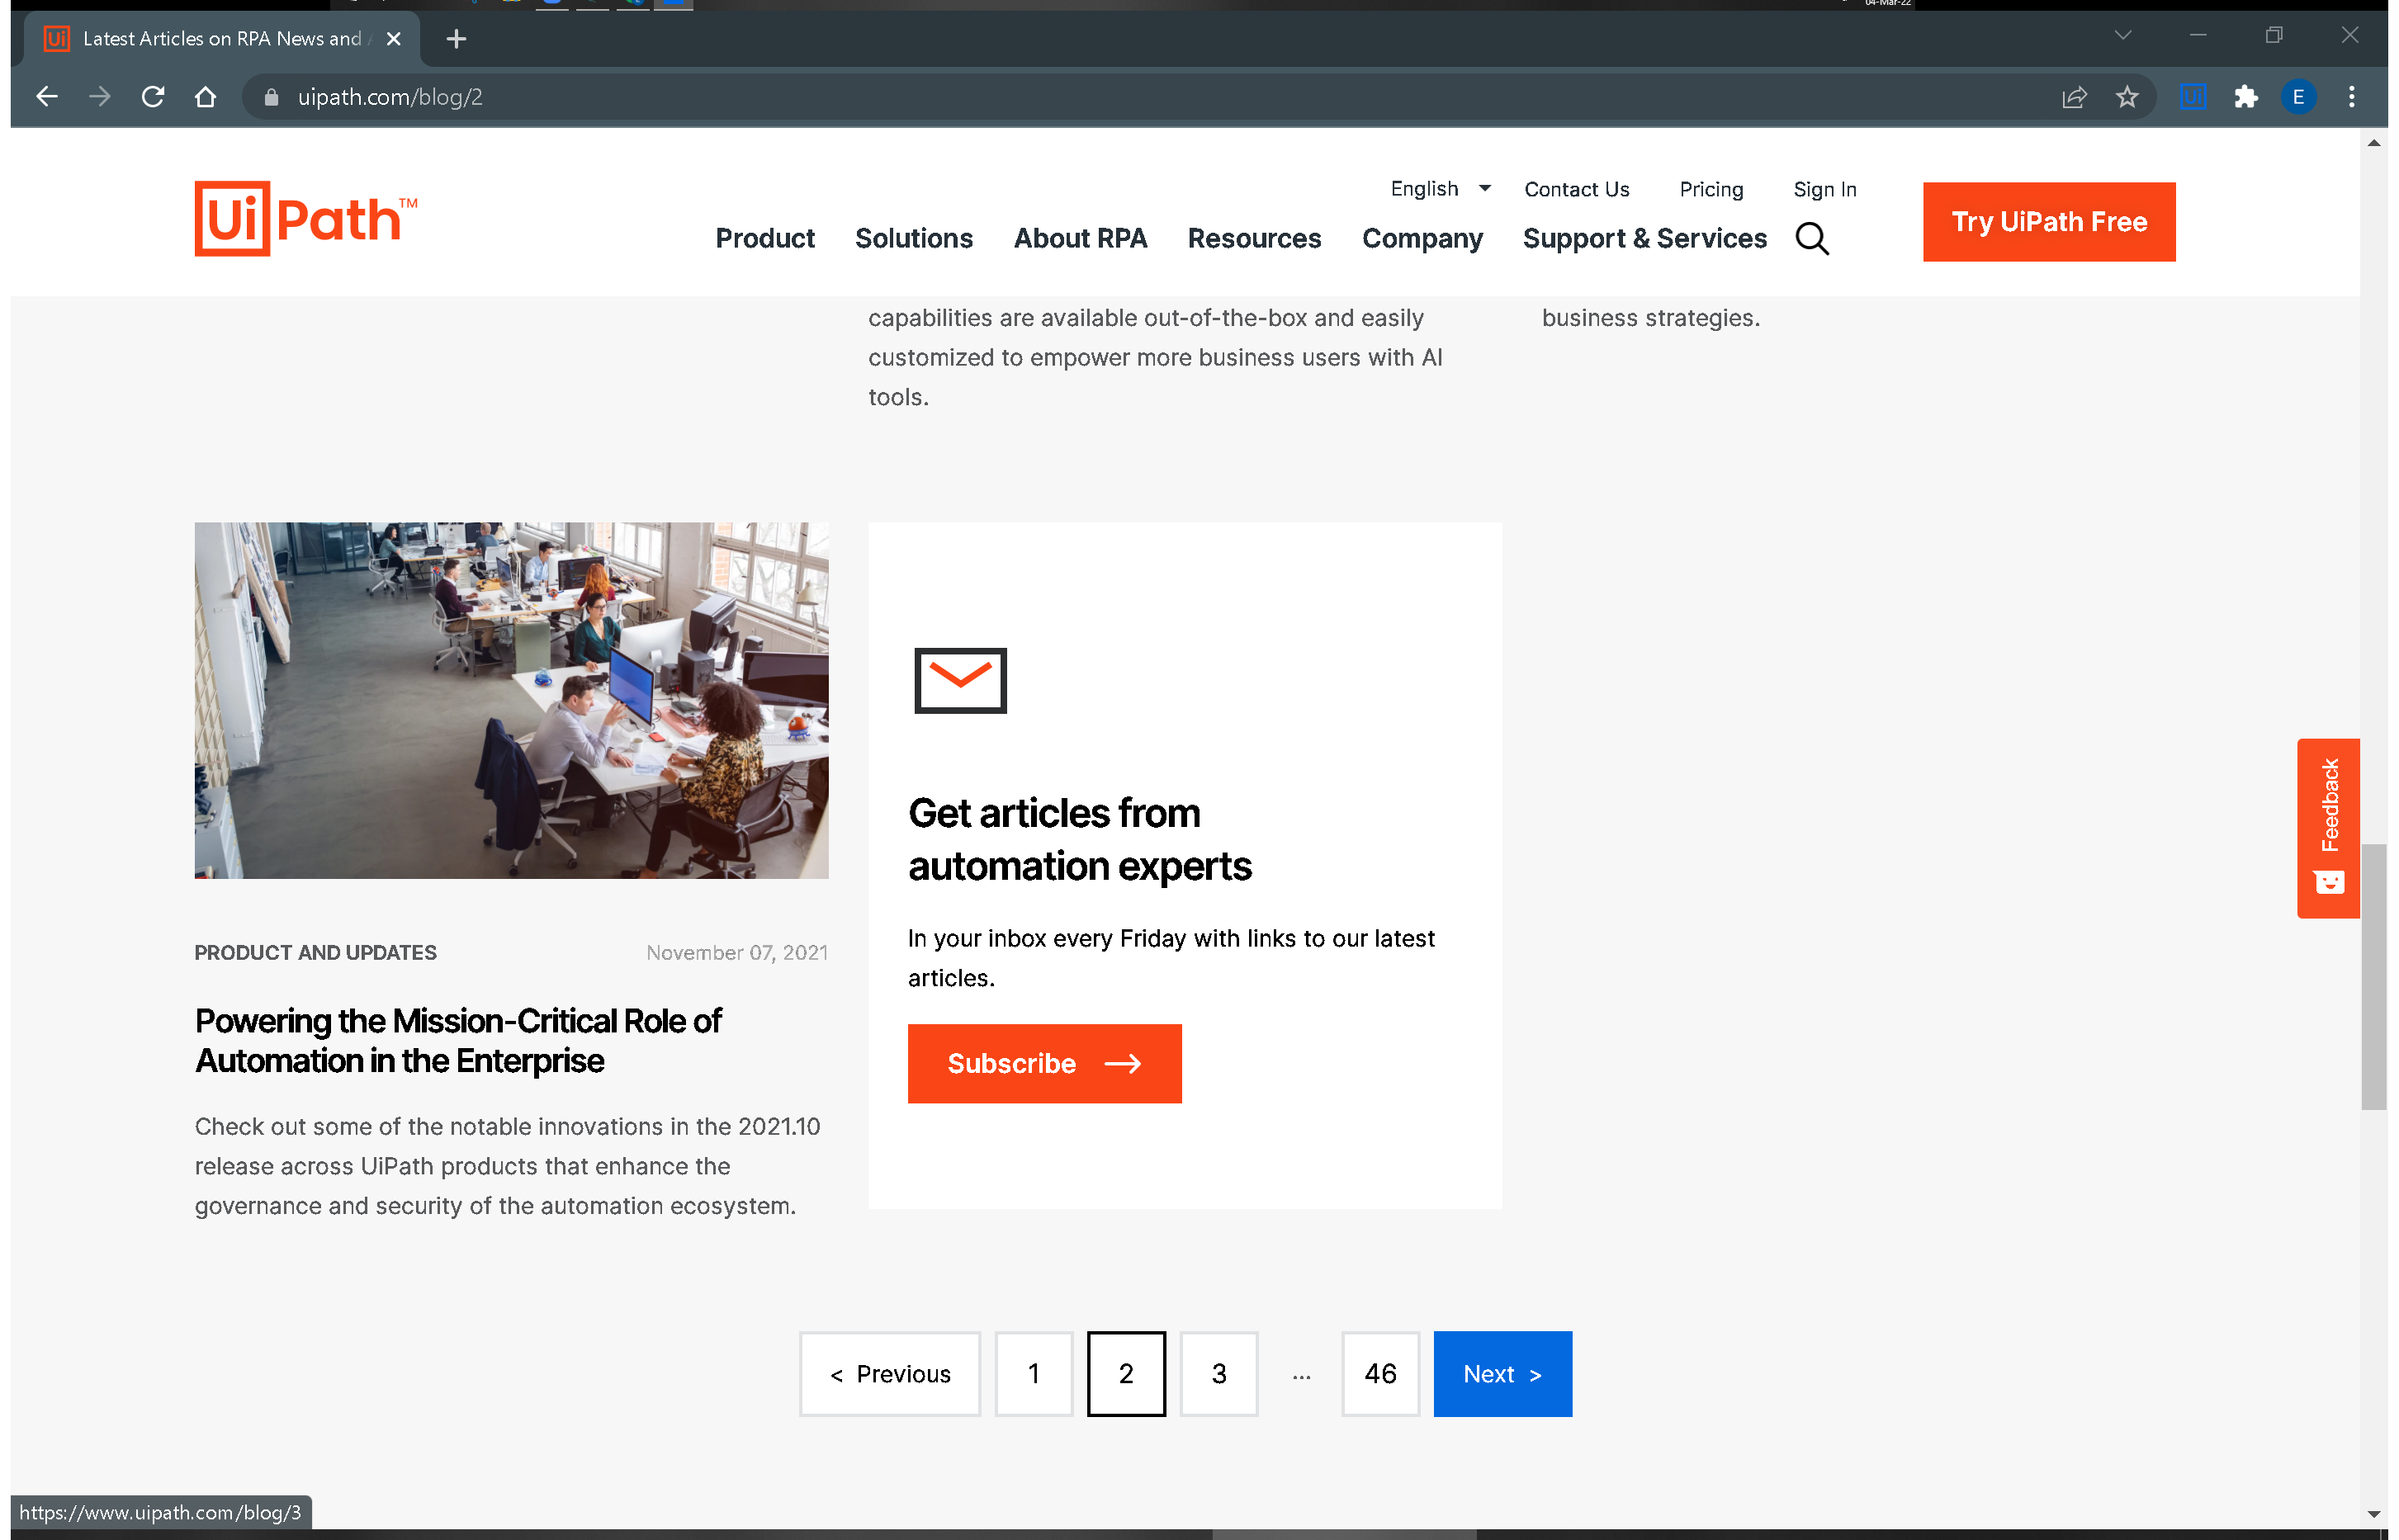 04-Mar-22
Latest Articles on RPA News and
uipath.com/blog/2
E
UiPath™
English
Contact Us
Pricing
Sign In
Product
Solutions
About RPA
Resources
Company
Support & Services
Try UiPath Free
capabilities are available out-of-the-box and easily
customized to empower more business users with AI
tools.
business strategies.
PRODUCT AND UPDATES
November 07, 2021
Powering the Mission-Critical Role of
Automation in the Enterprise
Check out some of the notable innovations in the 2021.10
release across UiPath products that enhance the
governance and security of the automation ecosystem.
Get articles from
automation experts
In your inbox every Friday with links to our latest
articles.
Subscribe →
Feedback
< Previous
1
2
3
...
46
Next >
https://www.uipath.com/blog/3